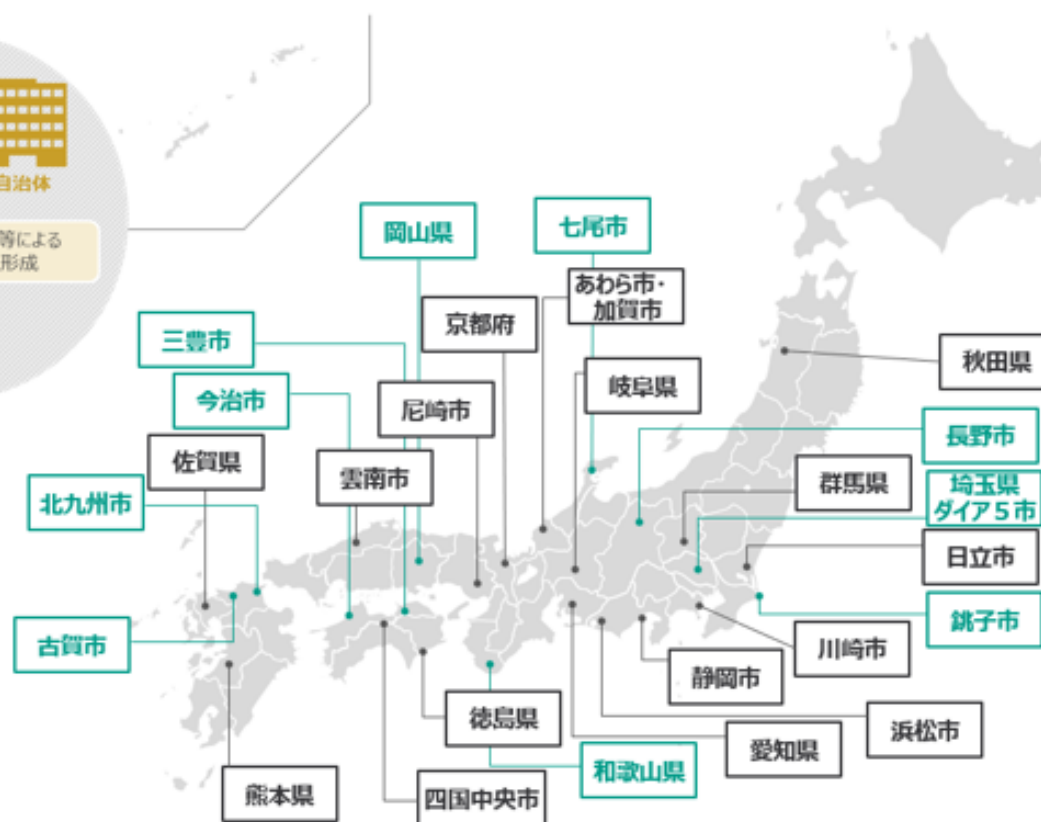 自治体
等による
形成
岡山県
七尾市
あわら市・
加賀市
京都府
三豊市
岐阜県
秋田県
今治市
尼崎市
長野市
佐賀県
雲南市
群馬県
埼玉県
ダイア5市
北九州市
日立市
銚子市
古賀市
川崎市
静岡市
徳島県
浜松市
愛知県
和歌山県
熊本県
四国中央市